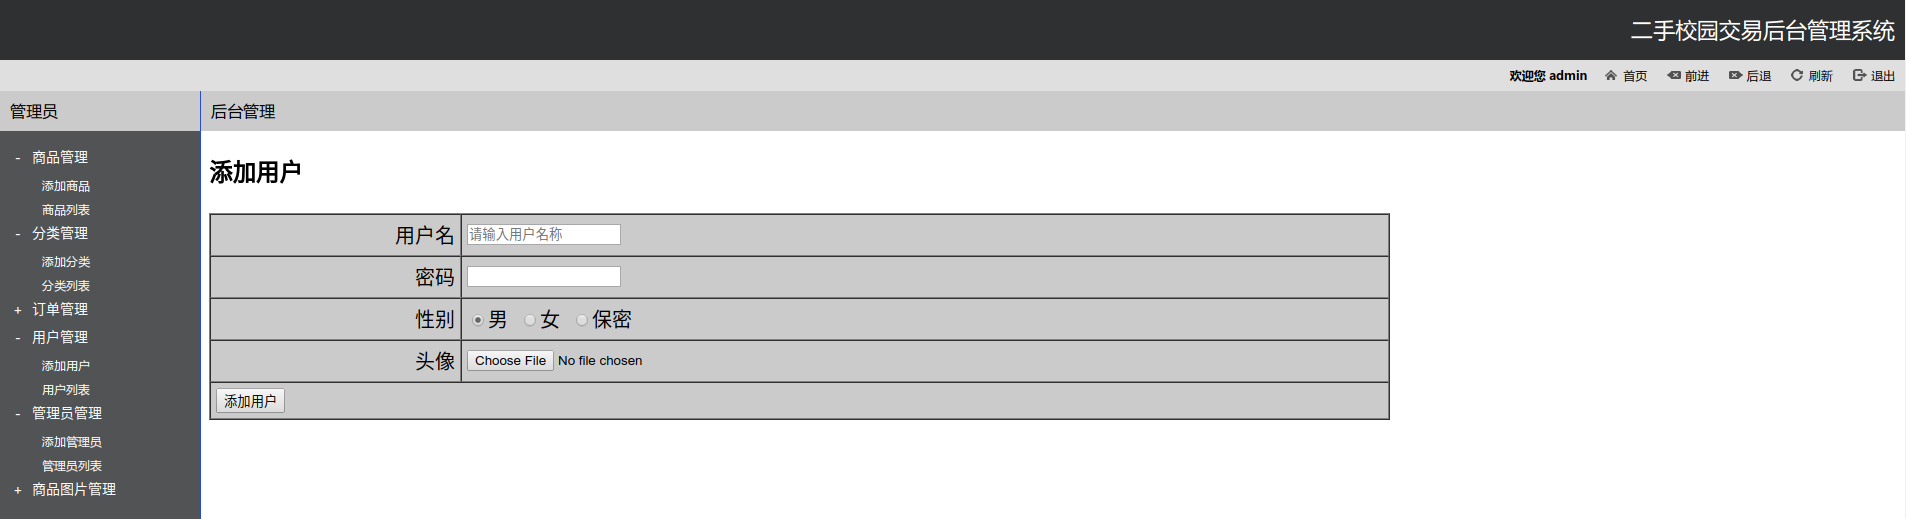 二手校园交易后台管理系统
欢迎您 admin 首页 前进 后退 刷新 退出
管理员
后台管理
- 商品管理
添加商品
商品列表
- 分类管理
添加分类
分类列表
+ 订单管理
- 用户管理
添加用户
用户列表
- 管理员管理
添加管理员
管理员列表
+ 商品图片管理
添加用户
用户名 请输入用户名称
密码
性别 男 女 保密
头像 Choose File No file chosen
添加用户